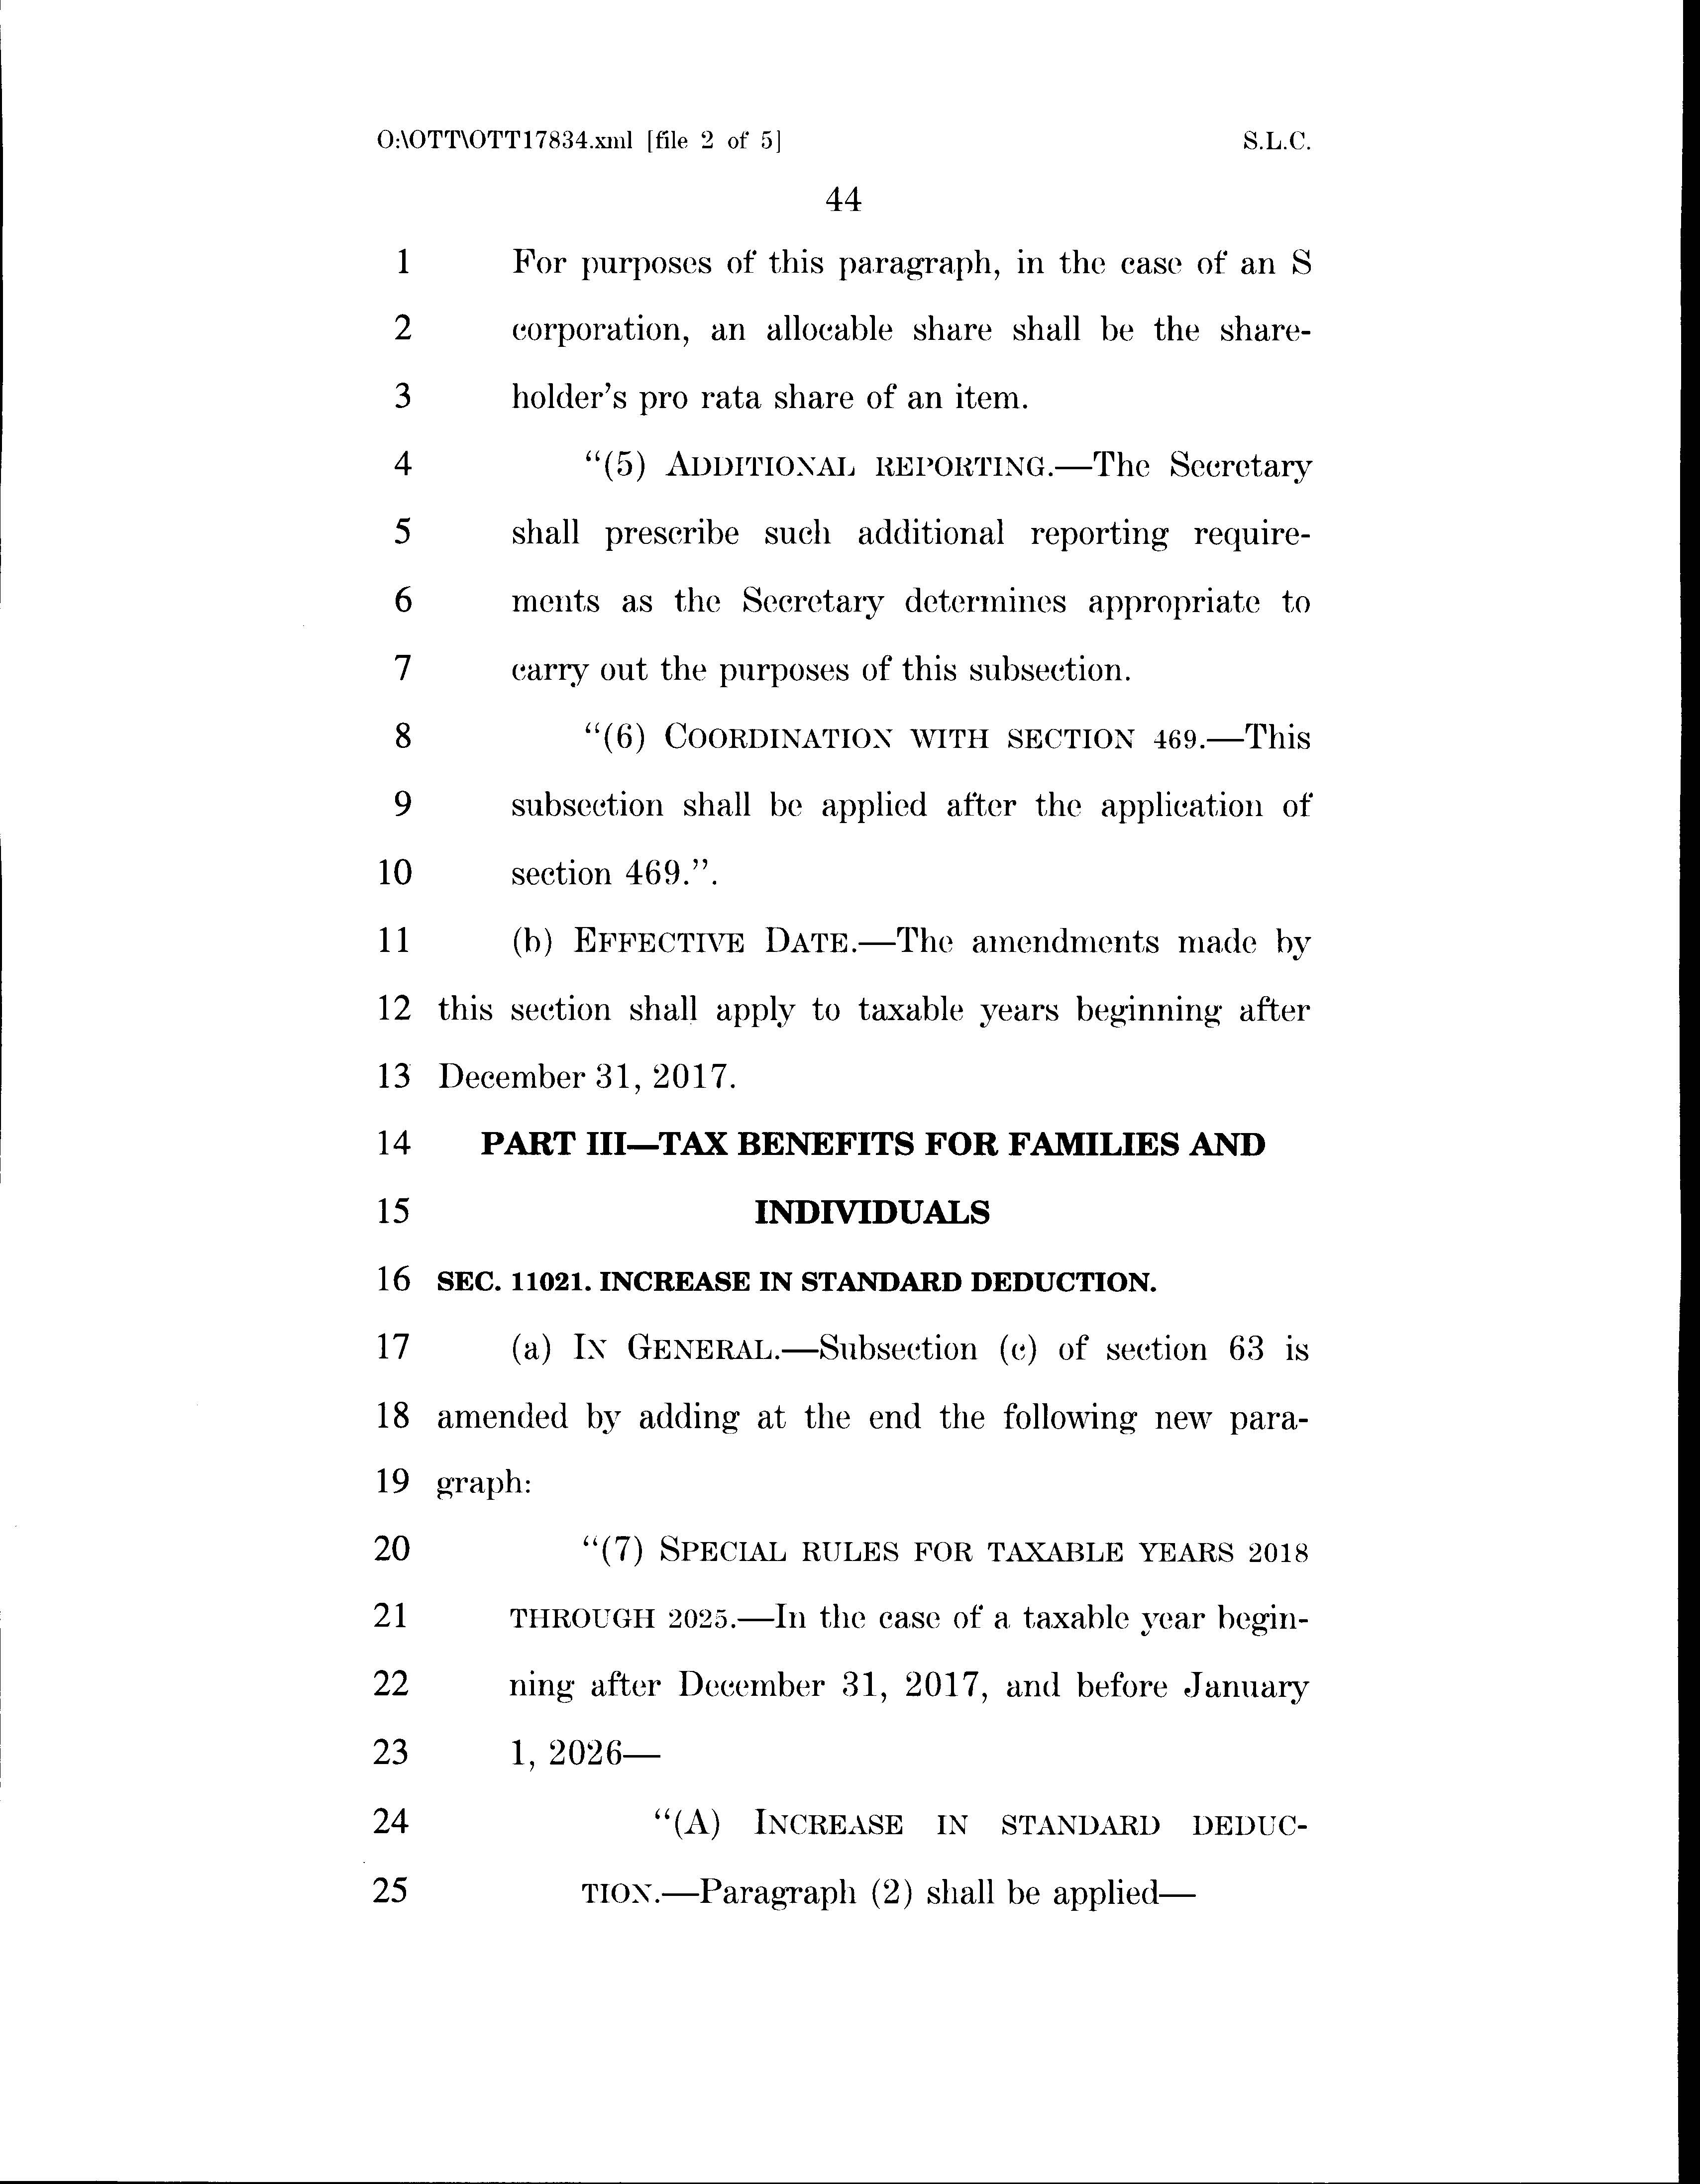 O:\OTT\OTT17834.xml [file 2 of 5] S.L.C.
44
1 For purposes of this paragraph, in the case of an S
2 corporation, an allocable share shall be the share-
3 holder's pro rata share of an item.
4 “(5) ADDITIONAL REPORTING.—The Secretary
5 shall prescribe such additional reporting require-
6 ments as the Secretary determines appropriate to
7 carry out the purposes of this subsection.
8 “(6) COORDINATION WITH SECTION 469.—This
9 subsection shall be applied after the application of
10 section 469.”.
11 (b) EFFECTIVE DATE.—The amendments made by
12 this section shall apply to taxable years beginning after
13 December 31, 2017.
14 PART III—TAX BENEFITS FOR FAMILIES AND
15 INDIVIDUALS
16 SEC. 11021. INCREASE IN STANDARD DEDUCTION.
17 (a) IN GENERAL.—Subsection (c) of section 63 is
18 amended by adding at the end the following new para-
19 graph:
20 “(7) SPECIAL RULES FOR TAXABLE YEARS 2018
21 THROUGH 2025.—In the case of a taxable year begin-
22 ning after December 31, 2017, and before January
23 1, 2026—
24 “(A) INCREASE IN STANDARD DEDUC-
25 TION.—Paragraph (2) shall be applied—